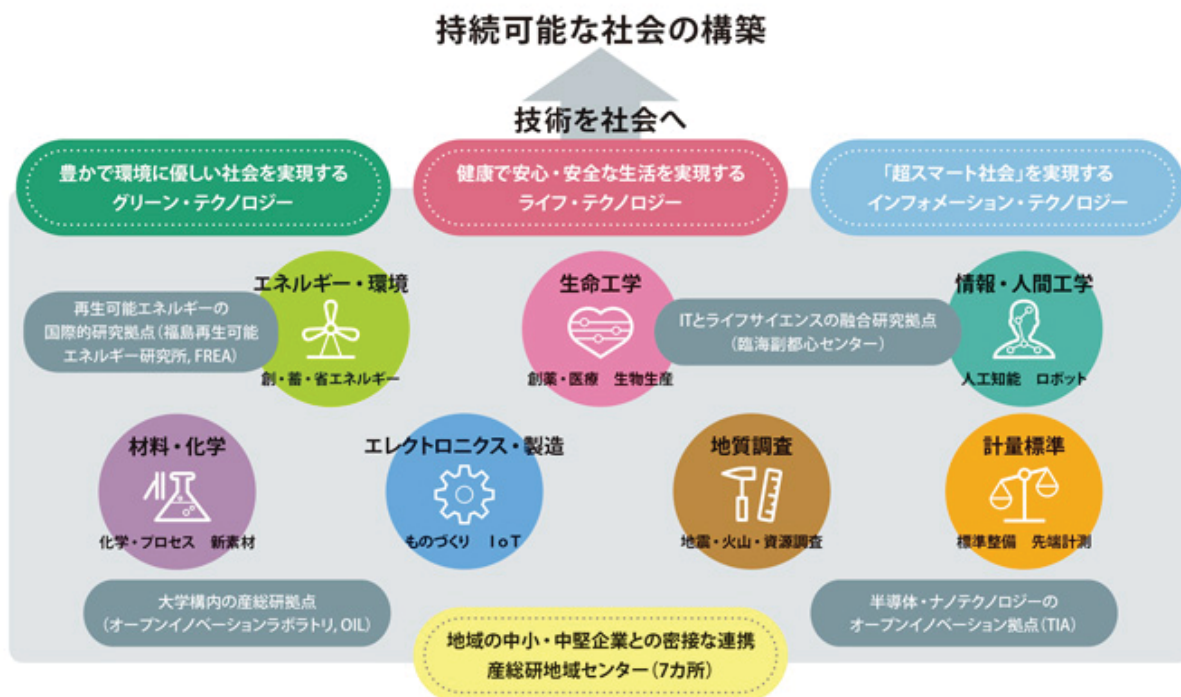 持続可能な社会の構築
技術を社会へ
豊かで環境に優しい社会を実現する
グリーン・テクノロジー
健康で安心・安全な生活を実現する
ライフ・テクノロジー
「超スマート社会」を実現する
インフォメーション・テクノロジー
エネルギー・環境
再生可能エネルギーの
国際的研究拠点(福島再生可能
エネルギー研究所, FREA)
創・蓄・省エネルギー
生命工学
創薬・医療 生物生産
ITとライフサイエンスの融合研究拠点
(臨海副都心センター)
情報・人間工学
人工知能 ロボット
材料・化学
化学・プロセス 新素材
エレクトロニクス・製造
ものづくり IoT
地質調査
地震・火山・資源調査
計量標準
標準整備 先端計測
大学構内の産総研拠点
(オープンイノベーションラボラトリ, OIL)
地域の中小・中堅企業との密接な連携
産総研地域センター(7カ所)
半導体・ナノテクノロジーの
オープンイノベーション拠点(TIA)